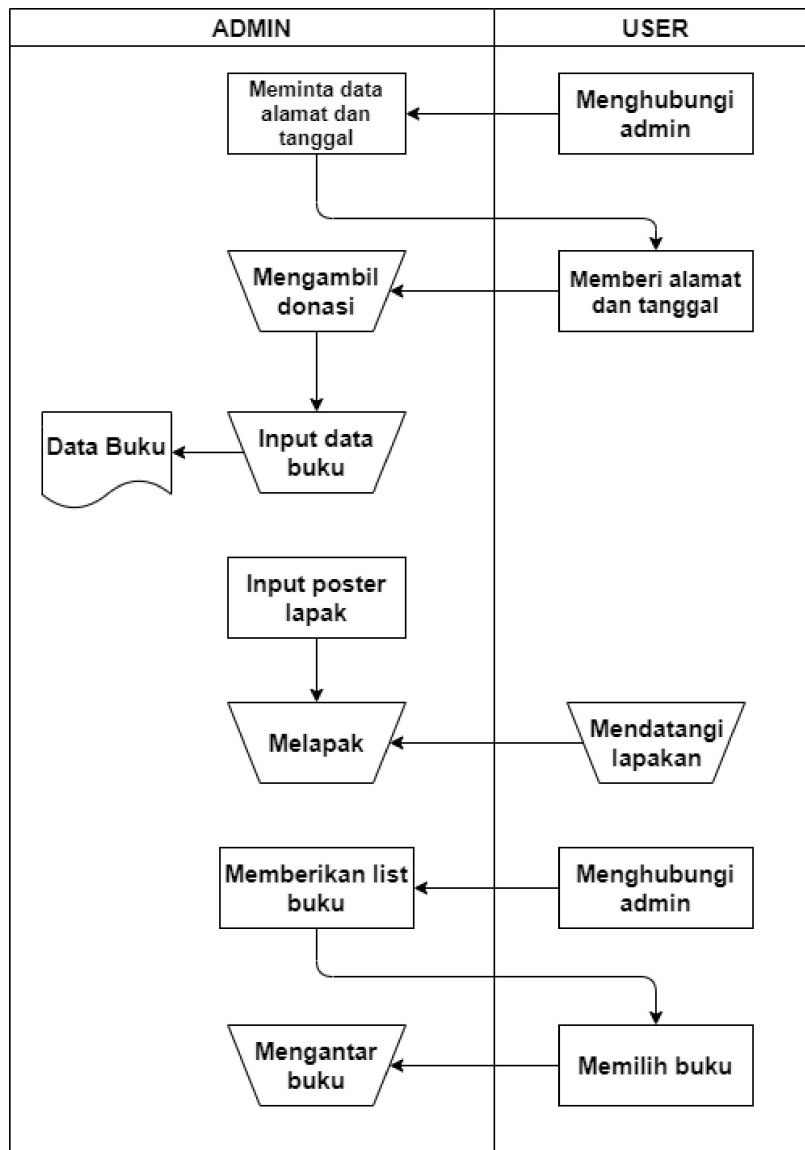 ADMIN
USER
Meminta data
alamat dan
tanggal
Menghubungi
admin
Mengambil
donasi
Memberi alamat
dan tanggal
Data Buku
Input data
buku
Input poster
lapak
Melapak
Mendatangi
lapakan
Memberikan list
buku
Menghubungi
admin
Mengantar
buku
Memilih buku